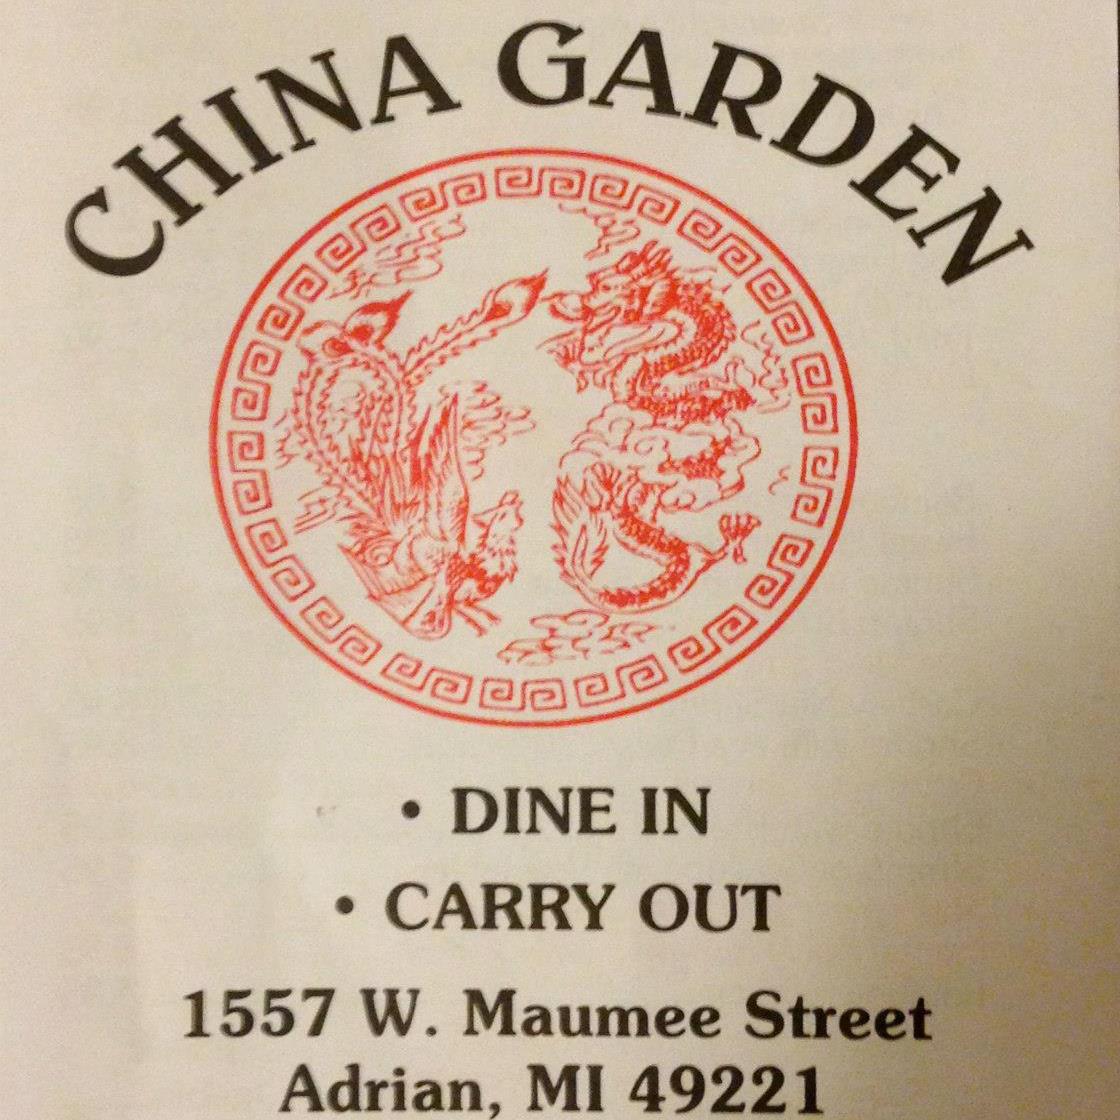 CHINA GARDEN
• DINE IN
• CARRY OUT
1557 W. Maumee Street
Adrian, MI 49221